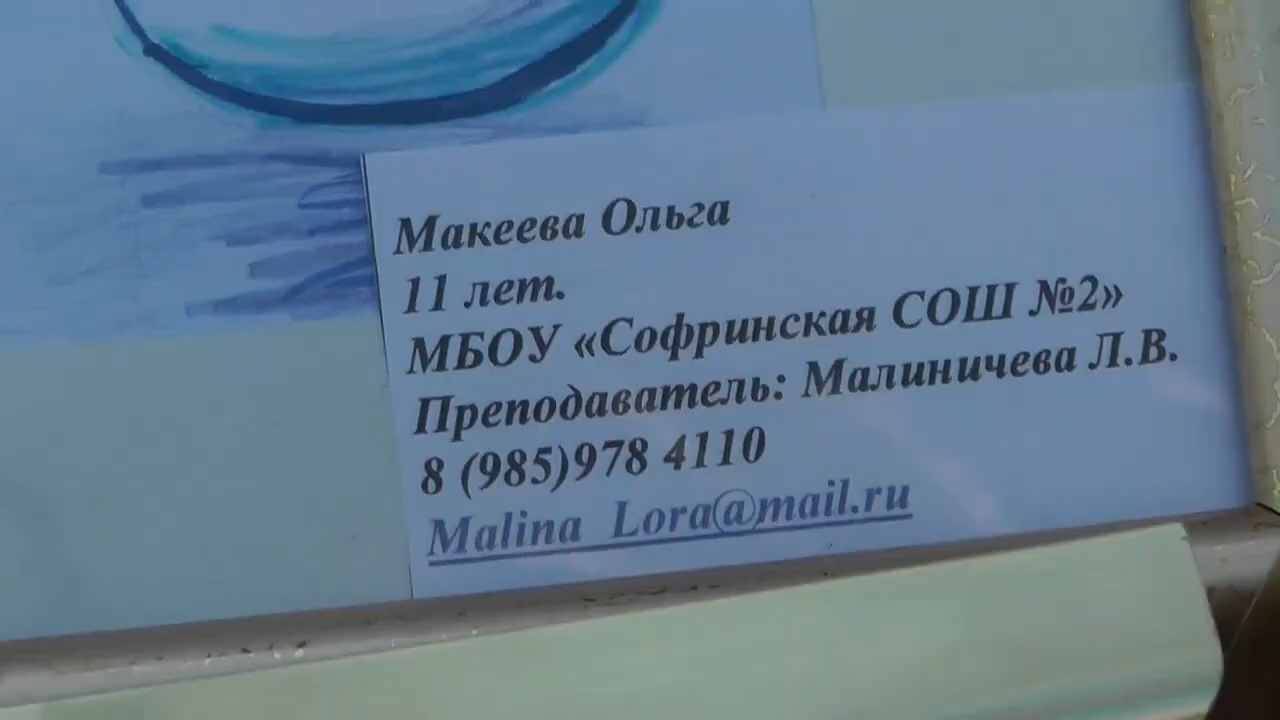 Макеева Ольга
11 лет.
МБОУ «Софринская СОШ №2»
Преподаватель: Малиничева Л.В.
8 (985)978 4110
Malina_Lora@mail.ru